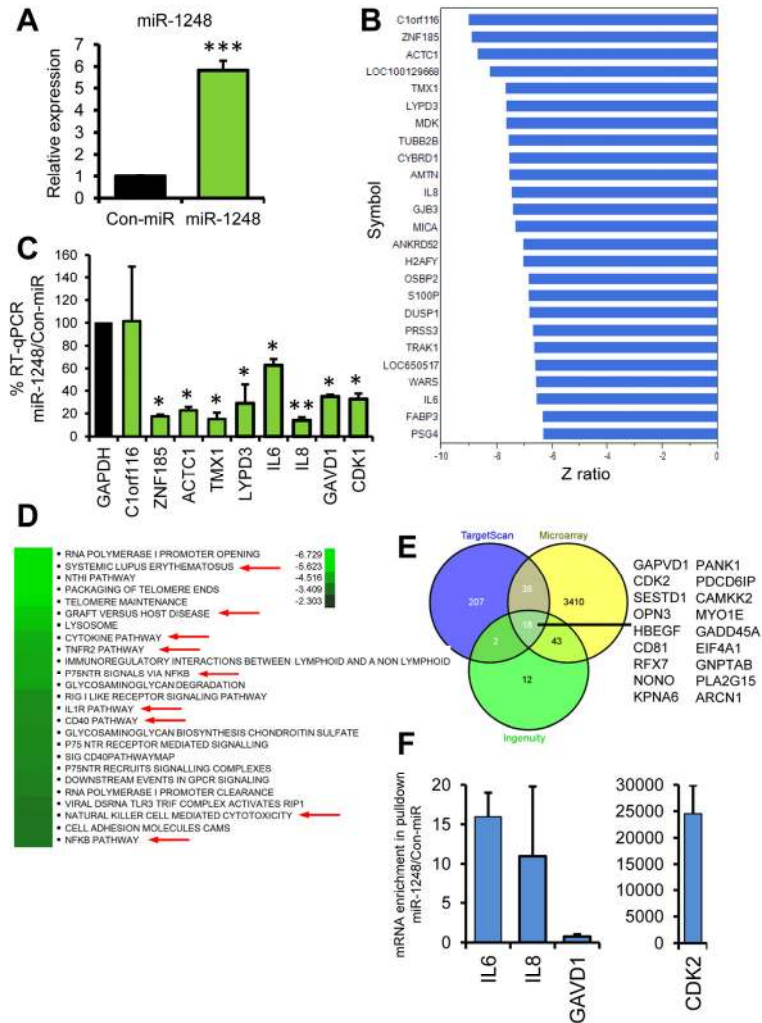 A
miR-1248
Relative expression
7
6
5
4
3
2
1
0
***
Con-miR miR-1248
B
Symbol
C1orf116
ZNF185
ACTC1
LOC100129668
TMX1
LYPD3
MDK
TUBB2B
CYBRD1
AMTN
IL8
GJB3
MICA
ANKRD52
H2AFY
OSBP2
S100P
DUSP1
PRSS3
TRAK1
LOC650517
WARS
IL6
FABP3
PSG4
-10 -8 -6 -4 -2 0
Z ratio
C
% RT-qPCR
miR-1248/Con-miR
160
140
120
100
80
60
40
20
0
* * * * * ** * *
GAPDH
C1orf116
ZNF185
ACTC1
TMX1
LYPD3
IL6
IL8
GAVD1
CDK1
D
• RNA POLYMERASE I PROMOTER OPENING
• SYSTEMIC LUPUS ERYTHEMATOSUS
• NTHI PATHWAY
• PACKAGING OF TELOMERE ENDS
• TELOMERE MAINTENANCE
• GRAFT VERSUS HOST DISEASE
• LYSOSOME
• CYTOKINE PATHWAY
• TNFR2 PATHWAY
• IMMUNOREGULATORY INTERACTIONS BETWEEN LYMPHOID AND A NON LYMPHOID
• P75NTR SIGNALS VIA NFKB
• GLYCOSAMINOGLYCAN DEGRADATION
• RIG I LIKE RECEPTOR SIGNALING PATHWAY
• IL1R PATHWAY
• CD40 PATHWAY
• GLYCOSAMINOGLYCAN BIOSYNTHESIS CHONDROITIN SULFATE
• P75 NTR RECEPTOR MEDIATED SIGNALLING
• SIG CD40PATHWAYMAP
• P75NTR RECRUITS SIGNALLING COMPLEXES
• DOWNSTREAM EVENTS IN GPCR SIGNALING
• RNA POLYMERASE I PROMOTER CLEARANCE
• VIRAL DSRNA TLR3 TRIF COMPLEX ACTIVATES RIP1
• NATURAL KILLER CELL MEDIATED CYTOTOXICITY
• CELL ADHESION MOLECULES CAMS
• NFKB PATHWAY
-6.729
-5.623
-4.516
-3.409
-2.303
E
TargetScan Microarray
207 38 3410
18
2 43
12
Ingenuity
GAPVD1 PANK1
CDK2 PDCD6IP
SESTD1 CAMKK2
OPN3 MYO1E
HBEGF GADD45A
CD81 EIF4A1
RFX7 GNPTAB
NONO PLA2G15
KPNA6 ARCN1
F
mRNA enrichment in pulldown
miR-1248/Con-miR
20
15
10
5
0
IL6
IL8
GAVD1
30000
25000
20000
15000
10000
5000
0
CDK2